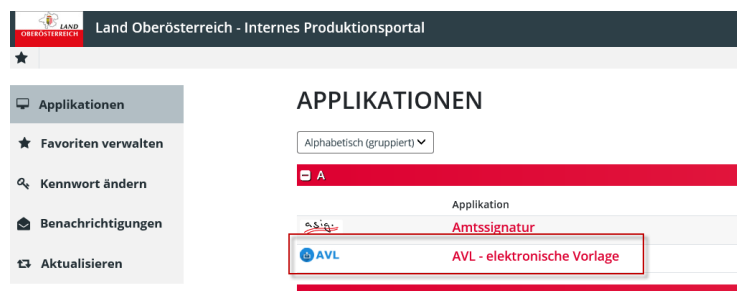 LAND
OBERÖSTERREICH
Land Oberösterreich - Internes Produktionsportal
Applikationen
Favoriten verwalten
Kennwort ändern
Benachrichtigungen
Aktualisieren
APPLIKATIONEN
Alphabetisch (gruppiert)
A
Applikation
asig.
Amtssignatur
AVL
AVL - elektronische Vorlage